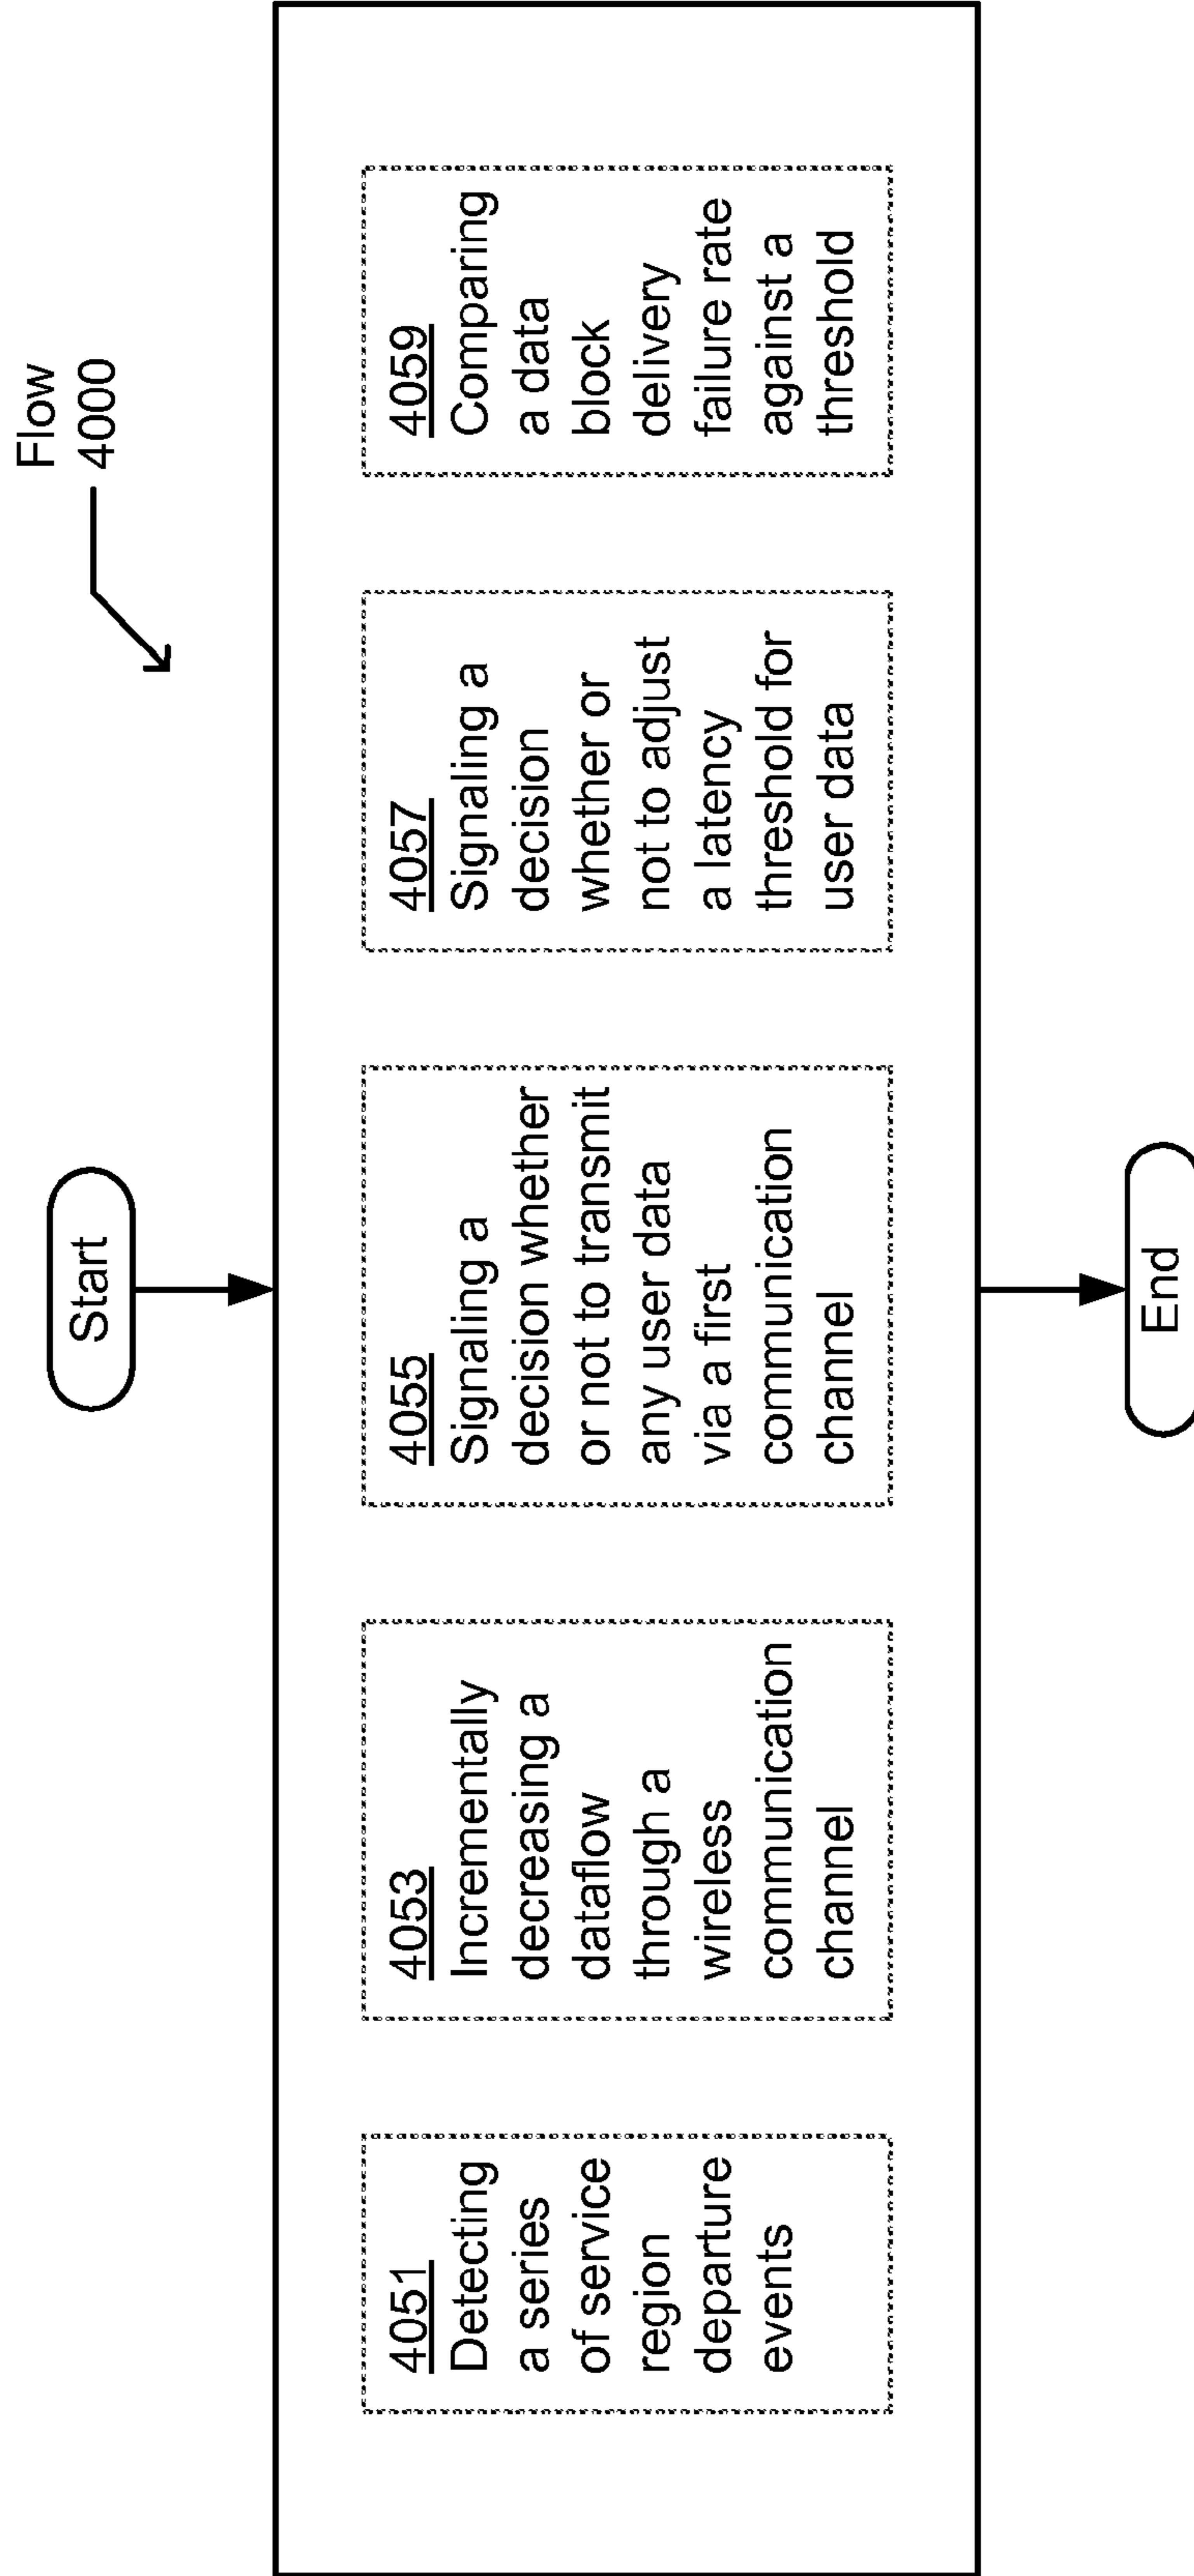 Flow
4000
Start
4051
Detecting
a series
of service
region
departure
events
4053
Incrementally
decreasing a
dataflow
through a
wireless
communication
channel
4055
Signaling a
decision whether
or not to transmit
any user data
via a first
communication
channel
4057
Signaling a
decision
whether or
not to adjust
a latency
threshold for
user data
4059
Comparing
a data
block
delivery
failure rate
against a
threshold
End